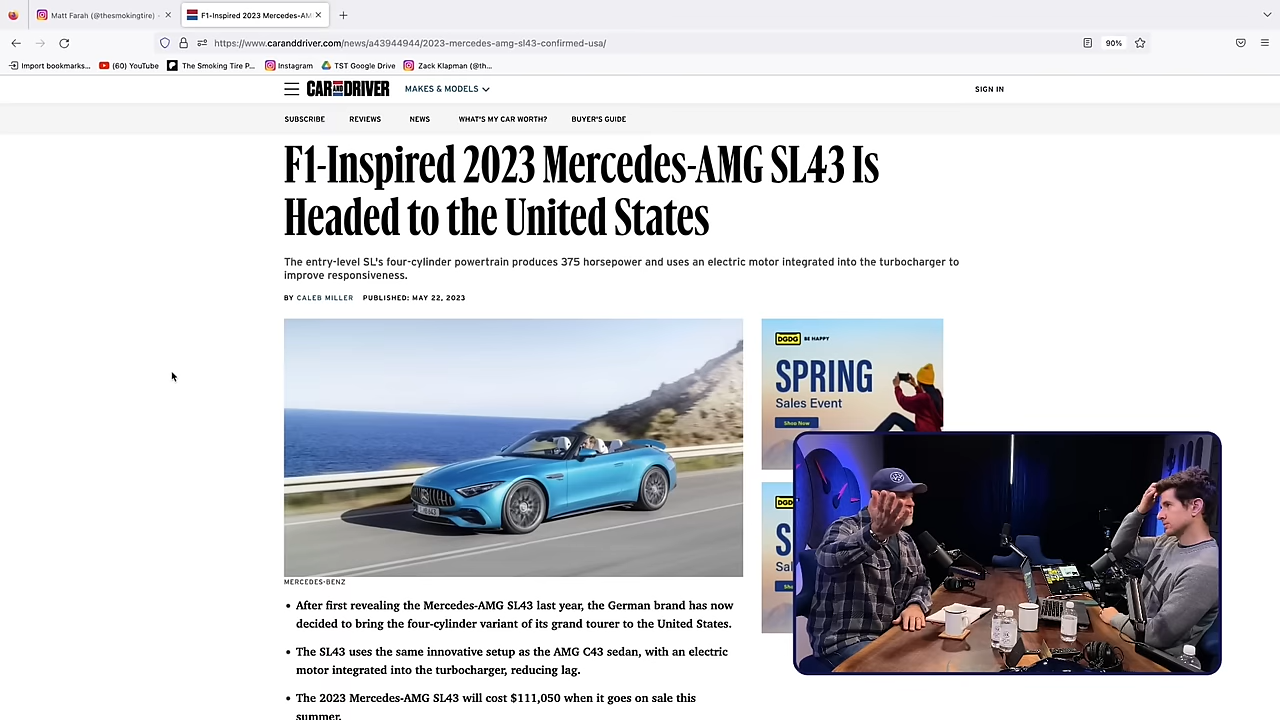 Matt Farah (@thesmokingtire)
F1-Inspired 2023 Mercedes-AM
https://www.caranddriver.com/news/a43944944/2023-mercedes-amg-sl43-confirmed-usa/
90%
Import bookmarks...
(60) YouTube
The Smoking Tire P...
Instagram
TST Google Drive
Zack Klapman (@th...
CAR AND DRIVER
MAKES & MODELS
SIGN IN
SUBSCRIBE
REVIEWS
NEWS
WHAT'S MY CAR WORTH?
BUYER'S GUIDE
F1-Inspired 2023 Mercedes-AMG SL43 Is
Headed to the United States
The entry-level SL's four-cylinder powertrain produces 375 horsepower and uses an electric motor integrated into the turbocharger to
improve responsiveness.
BY CALEB MILLER PUBLISHED: MAY 22, 2023
DGDG BE HAPPY
SPRING
Sales Event
Shop Now
MERCEDES-BENZ
After first revealing the Mercedes-AMG SL43 last year, the German brand has now
decided to bring the four-cylinder variant of its grand tourer to the United States.
The SL43 uses the same innovative setup as the AMG C43 sedan, with an electric
motor integrated into the turbocharger, reducing lag.
The 2023 Mercedes-AMG SL43 will cost $111,050 when it goes on sale this
summer.